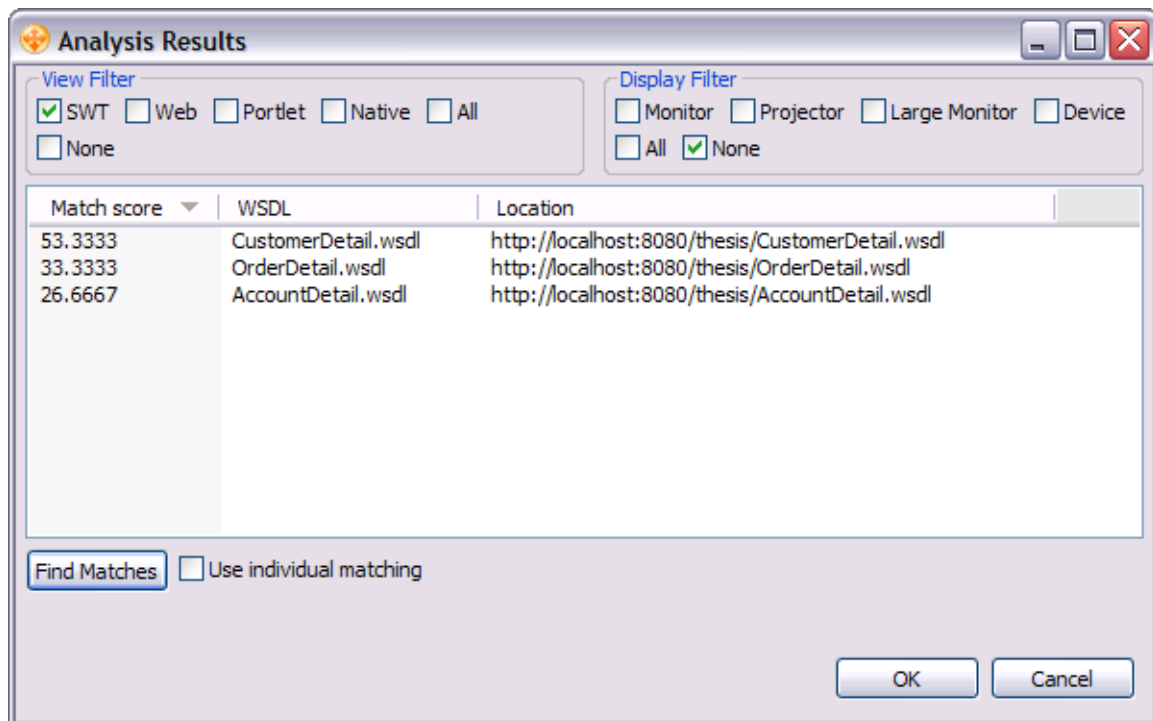 Analysis Results
View Filter
Display Filter
SWT Web Portlet Native All
Monitor Projector Large Monitor Device
None
All None
Match score WSDL Location
53.3333 CustomerDetail.wsdl http://localhost:8080/thesis/CustomerDetail.wsdl
33.3333 OrderDetail.wsdl http://localhost:8080/thesis/OrderDetail.wsdl
26.6667 AccountDetail.wsdl http://localhost:8080/thesis/AccountDetail.wsdl
Find Matches Use individual matching
OK Cancel